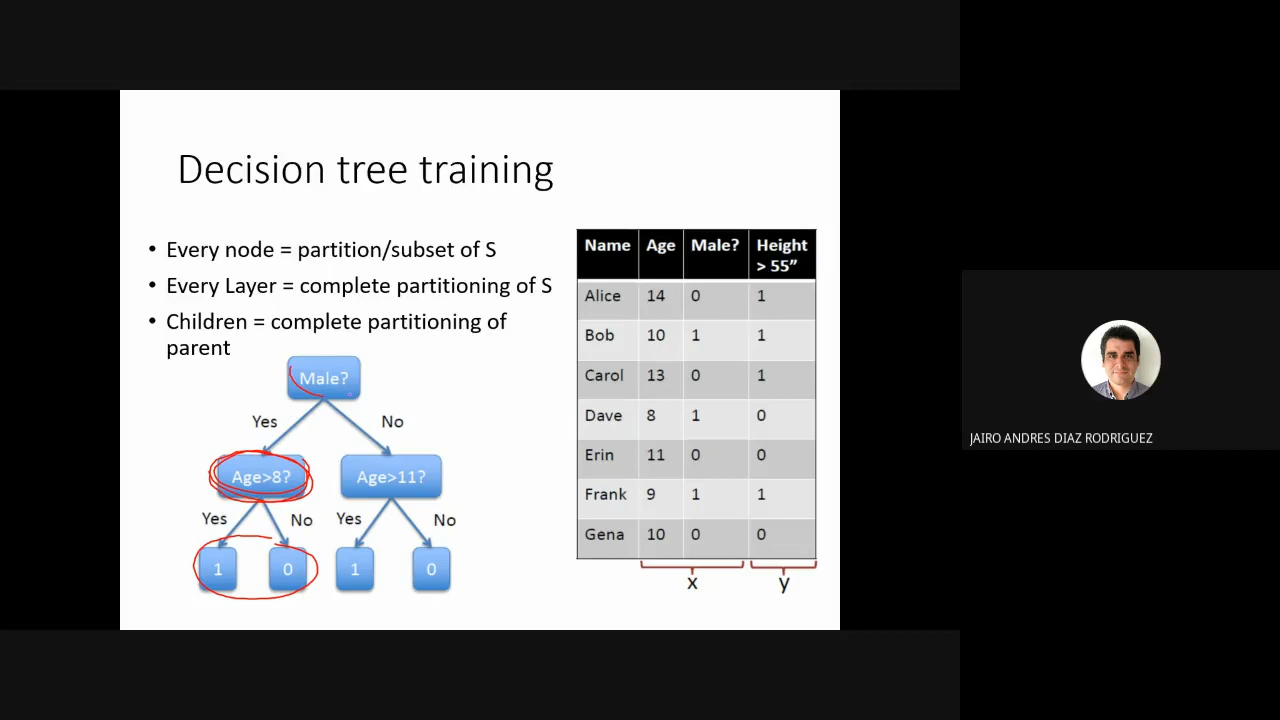 Decision tree training
• Every node = partition/subset of S
• Every Layer = complete partitioning of S
• Children = complete partitioning of
parent
Male?
Yes No
Age>8? Age>11?
Yes No Yes No
1 0 1 0
Name Age Male? Height
> 55”
Alice 14 0 1
Bob 10 1 1
Carol 13 0 1
Dave 8 1 0
Erin 11 0 0
Frank 9 1 1
Gena 10 0 0
x y
JAIRO ANDRES DIAZ RODRIGUEZ